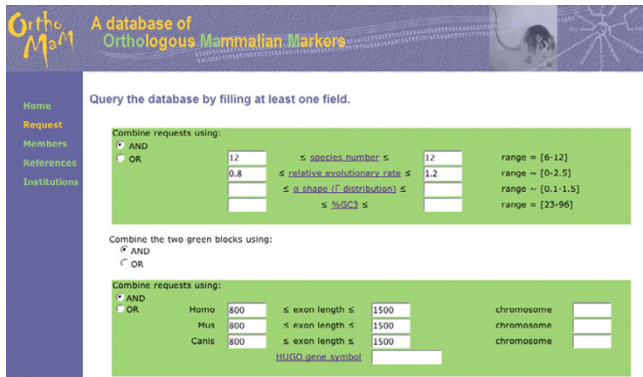 Ortho MaM
A database of
Orthologous Mammalian Markers
Home
Request
Members
References
Institutions
Query the database by filling at least one field.
Combine requests using:
AND
OR
12 ≤ species number ≤ 12 range = [6-12]
0.8 ≤ relative evolutionary rate ≤ 1.2 range ~ [0-2.5]
≤ α shape (Γ distribution) ≤ range ~ [0.1-1.5]
≤ %GC3 ≤ range = [23-96]
Combine the two green blocks using:
AND
OR
Combine requests using:
AND
OR
Homo 800 ≤ exon length ≤ 1500 chromosome
Mus 800 ≤ exon length ≤ 1500 chromosome
Canis 800 ≤ exon length ≤ 1500 chromosome
HUGO gene symbol